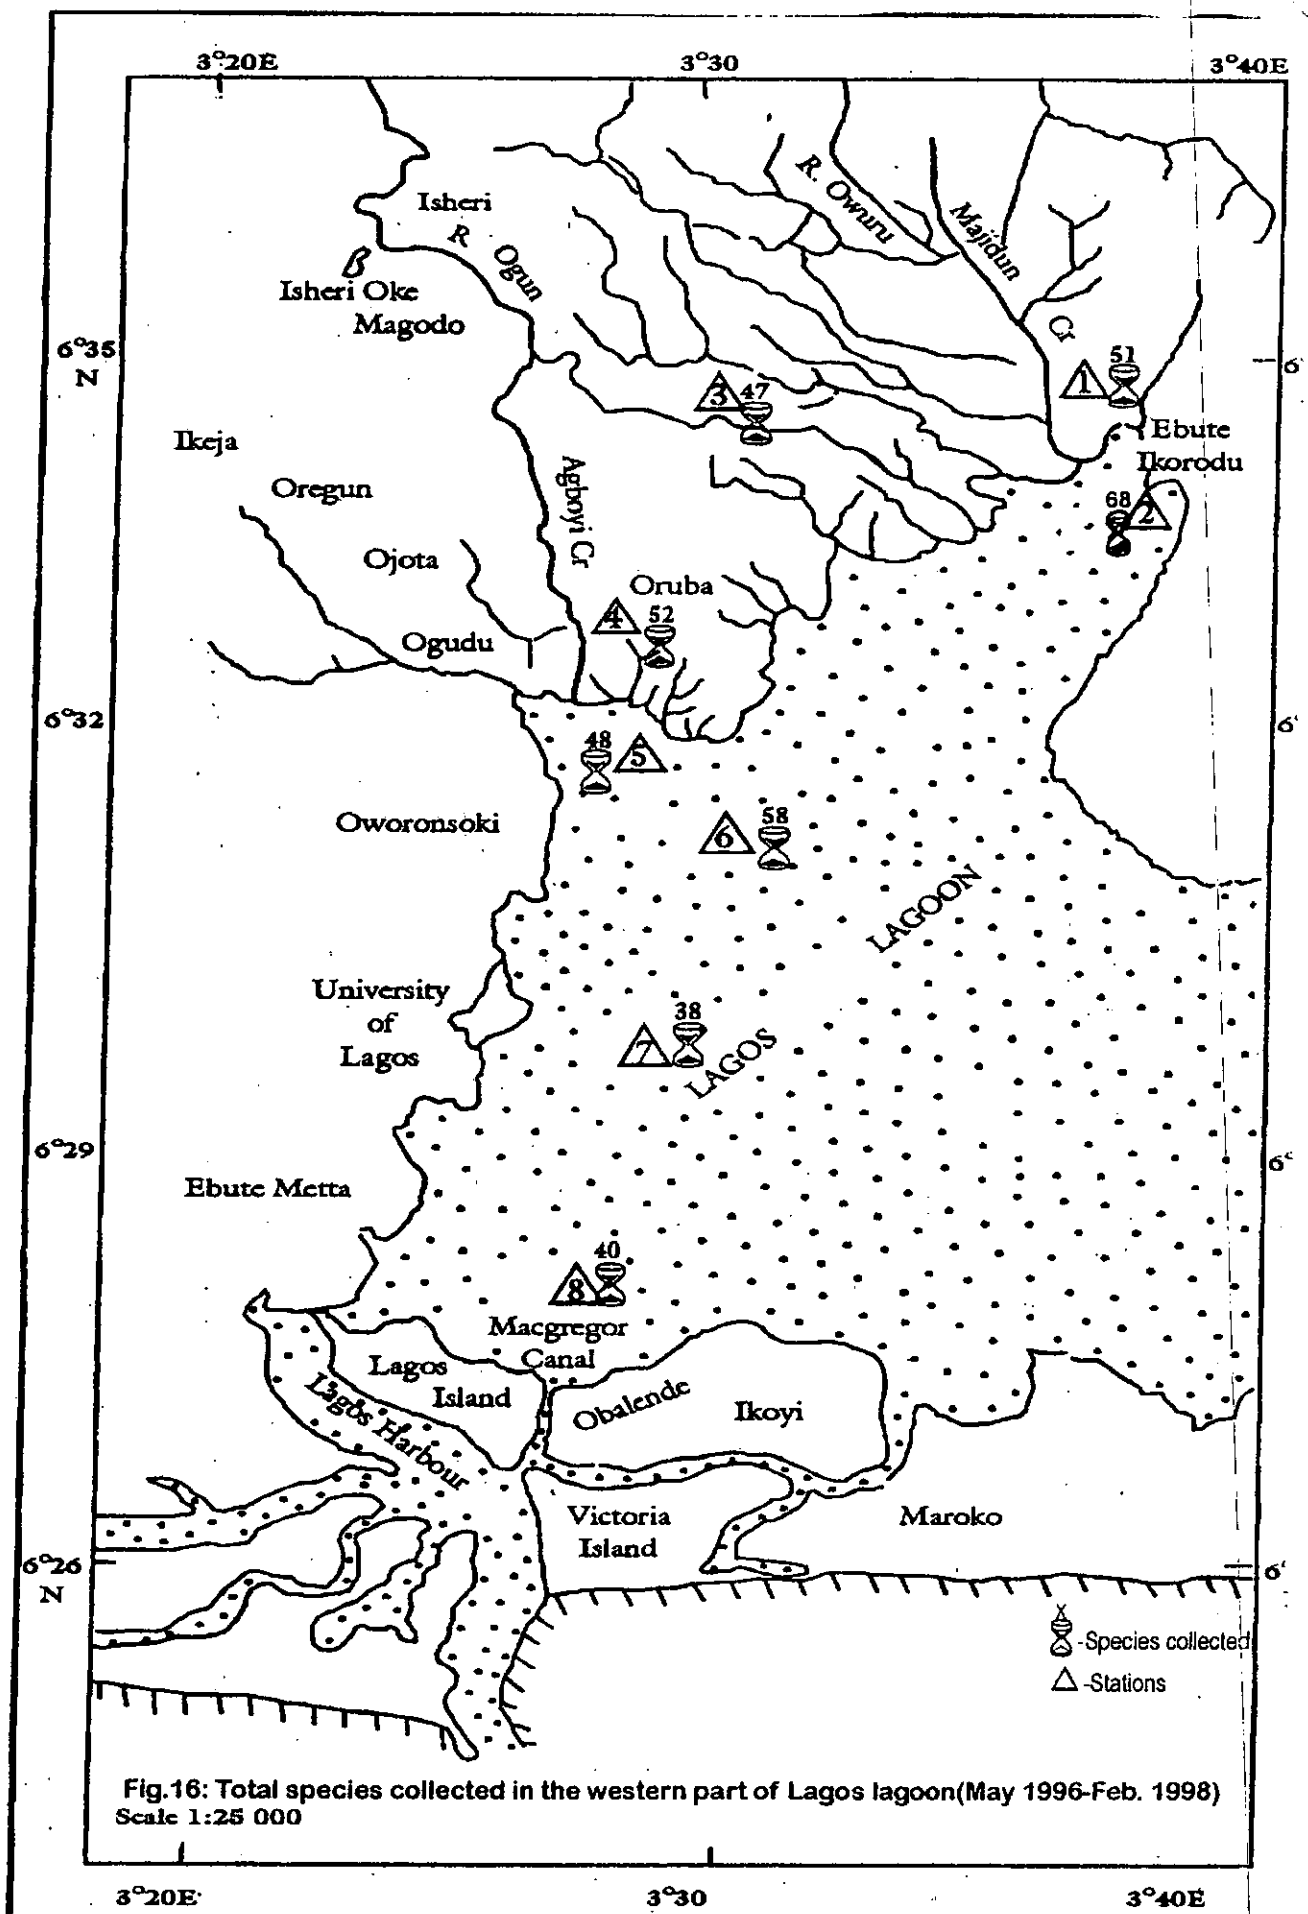 3°20E 3°30 3°40E
R. Owuru
Majidun
Cr
Isheri
R Ogun
Isheri Oke
Magodo
6°35
N
6°
51
1
3
47
Ebute
Ikorodu
Ikeja
Oregun
68
2
Agboyi Cr
Ojota
Oruba
4
52
Ogudu
6°32
6°
48
5
58
6
Oworonsoki
LAGOON
University
of
Lagos
38
7
LAGOS
6°29
6°
Ebute Metta
40
8
Macgregor
Canal
Lagos
Island
Obalende
Ikoyi
Lagos Harbour
Victoria
Island
Maroko
6°26
N
6°
-Species collected
-Stations
Fig.16: Total species collected in the western part of Lagos lagoon(May 1996-Feb. 1998)
Scale 1:25 000
3°20E 3°30 3°40E